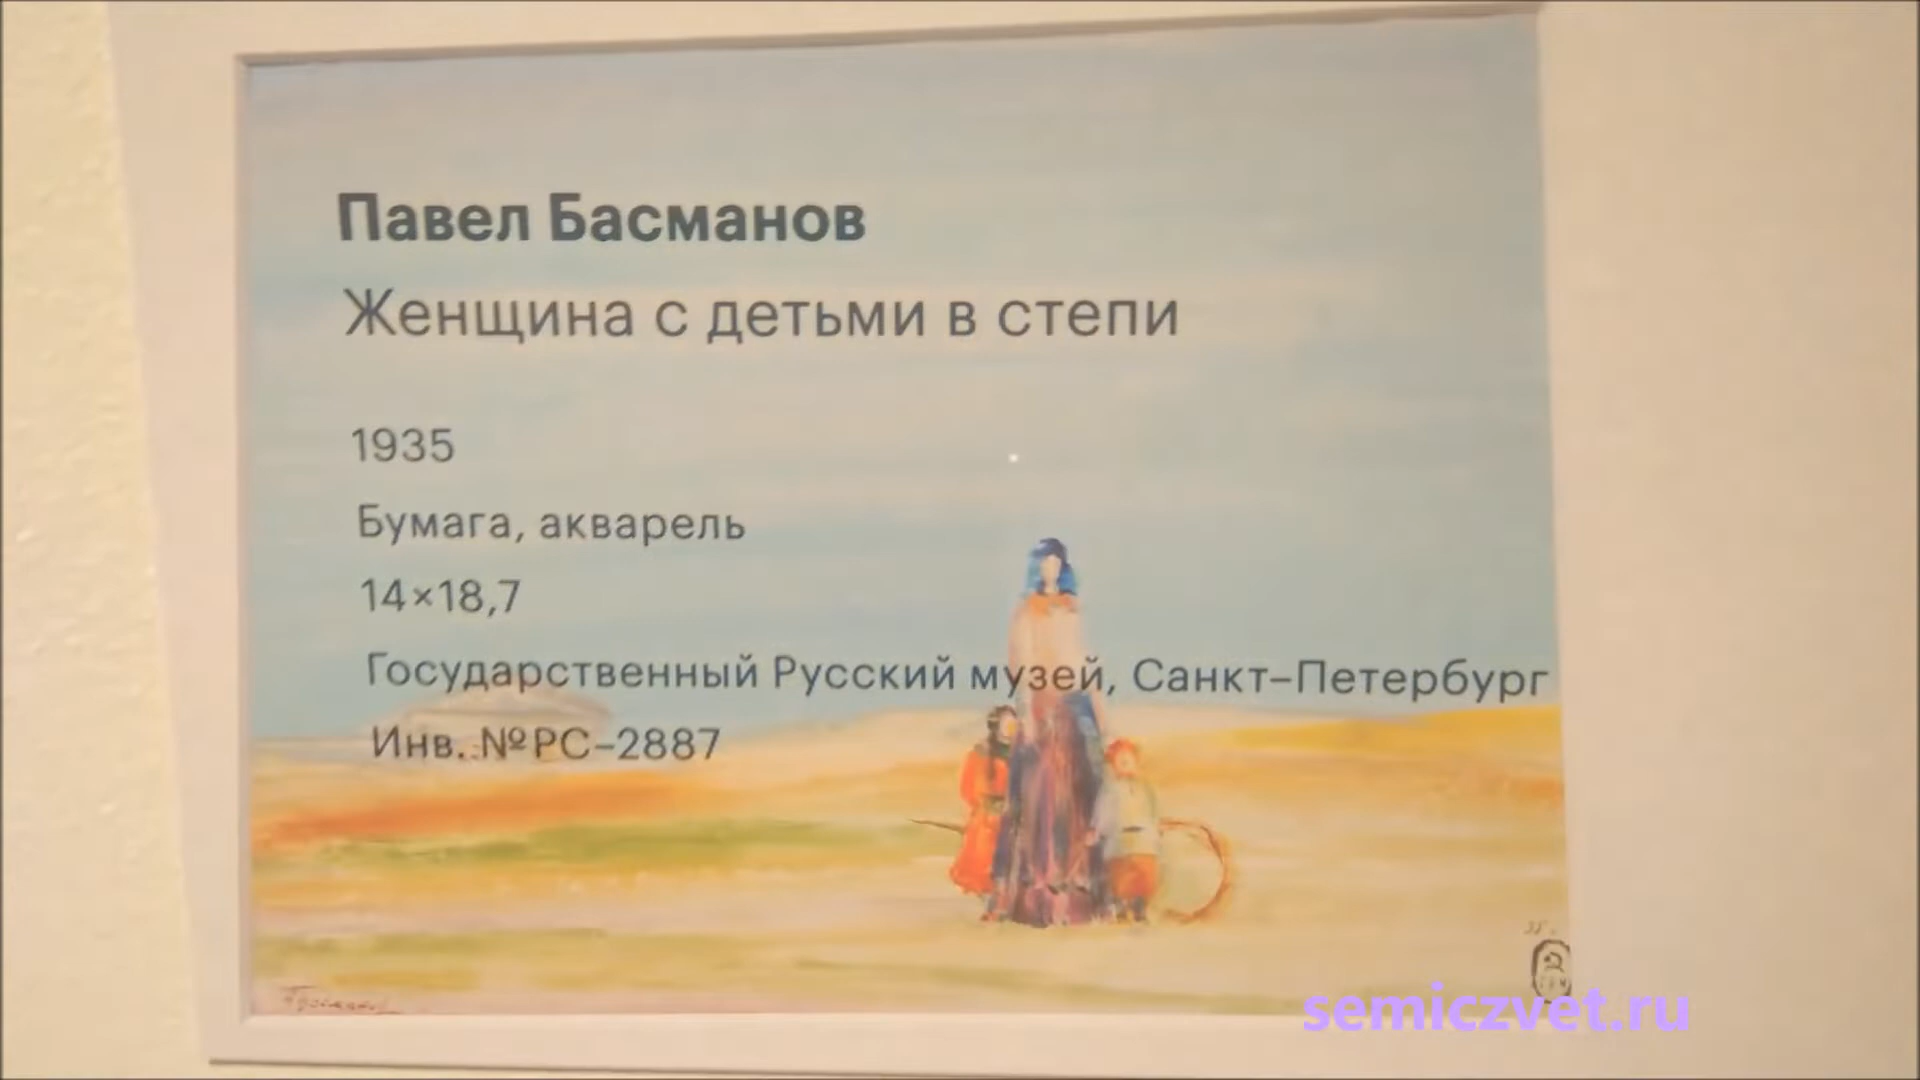 Павел Басманов
Женщина с детьми в степи
1935
Бумага, акварель
14×18,7
Государственный Русский музей, Санкт-Петербург
Инв. №РС-2887
semiczvet.ru